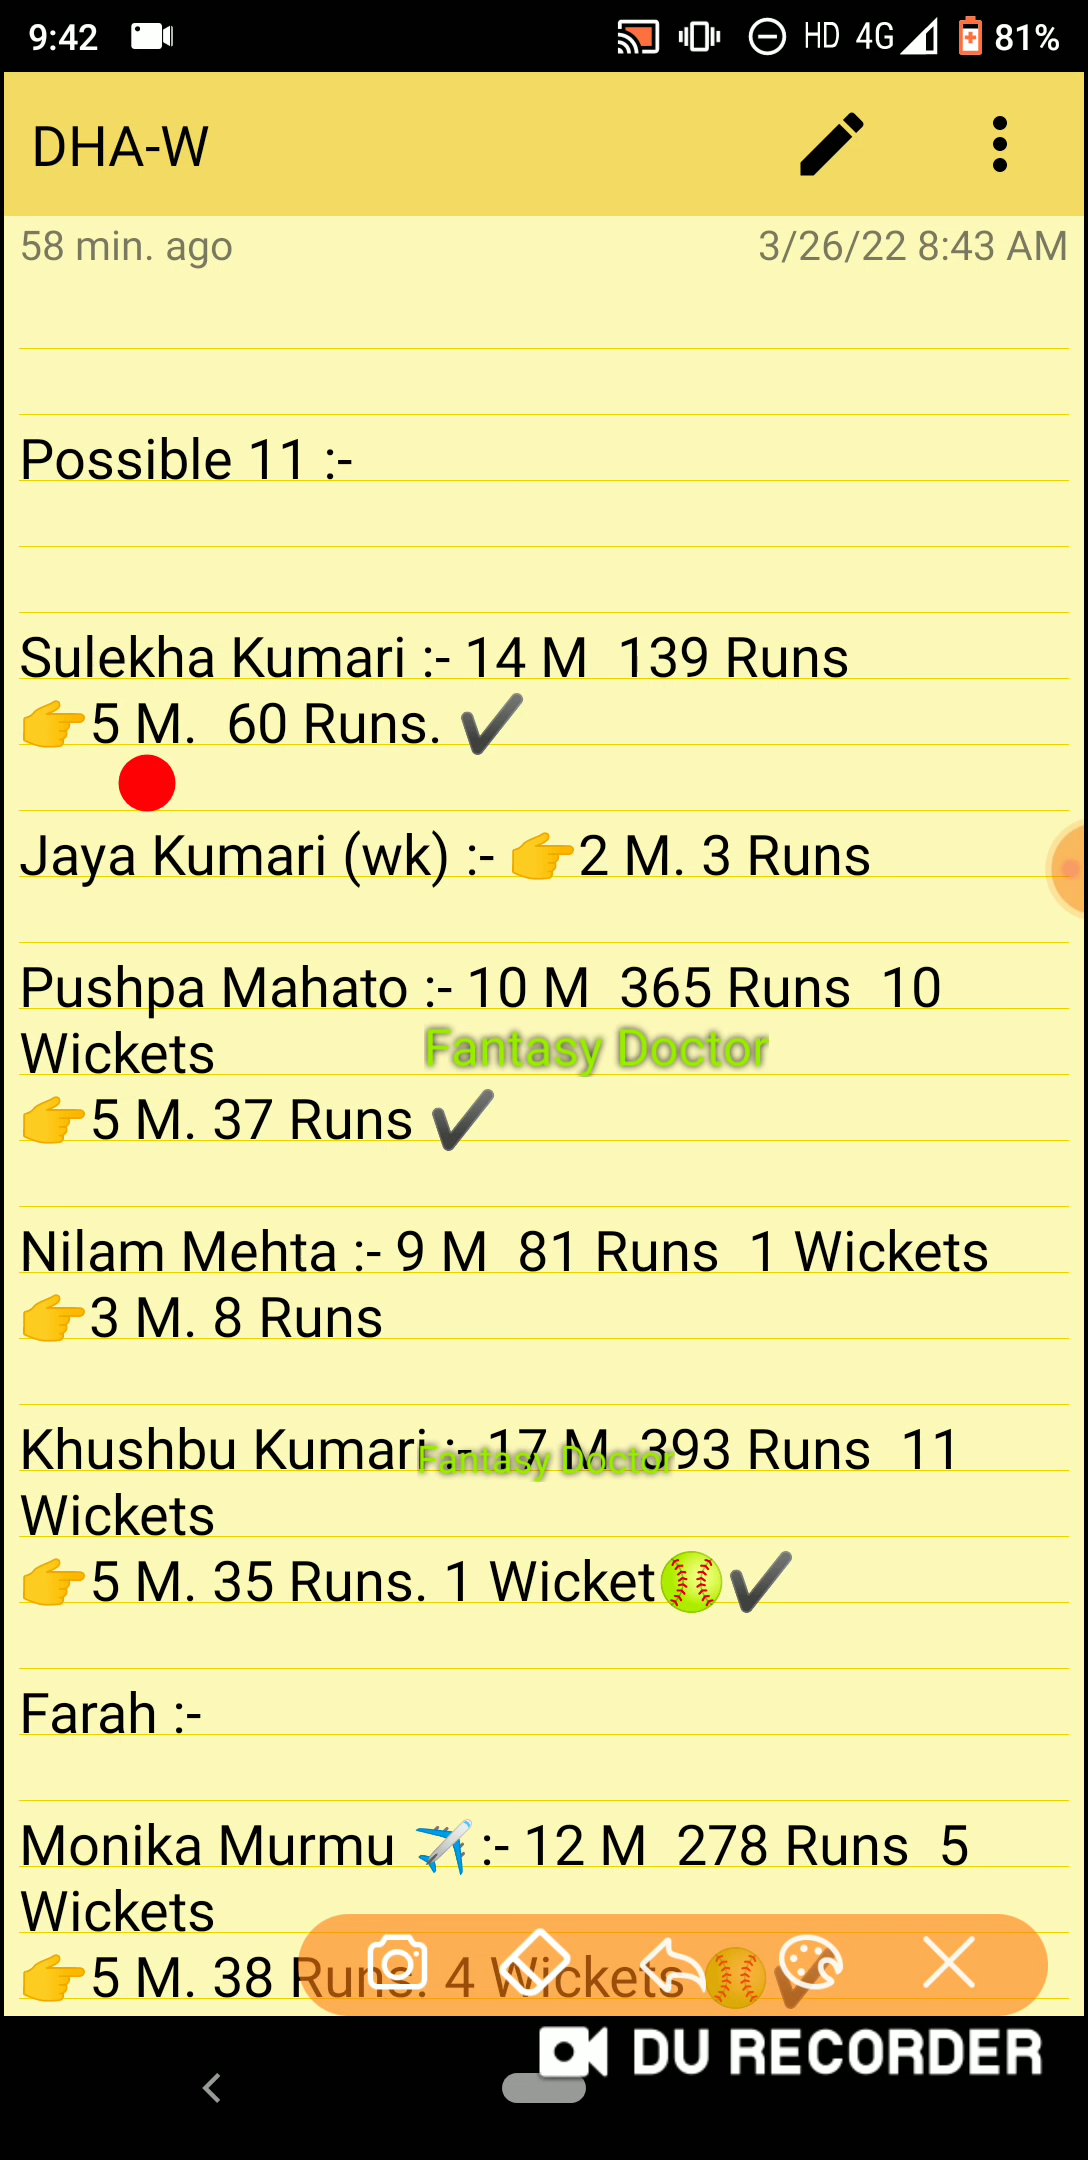 9:42 HD 4G 81%
DHA-W
58 min. ago 3/26/22 8:43 AM
Possible 11 :-
Sulekha Kumari :- 14 M 139 Runs
👉5 M. 60 Runs. ✔
Jaya Kumari (wk) :- 👉2 M. 3 Runs
Pushpa Mahato :- 10 M 365 Runs 10
Wickets
Fantasy Doctor
👉5 M. 37 Runs ✔
Nilam Mehta :- 9 M 81 Runs 1 Wickets
👉3 M. 8 Runs
Khushbu Kumari :- 17 M 393 Runs 11
Fantasy Doctor
Wickets
👉5 M. 35 Runs. 1 Wicket🥎✔
Farah :-
Monika Murmu ✈:- 12 M 278 Runs 5
Wickets
👉5 M. 38 Runs. 4 Wickets🥎✔
DU RECORDER